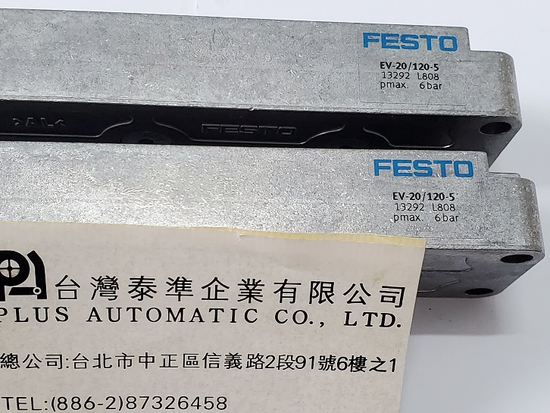 FESTO
EV-20/120-5
13292 L808
pmax. 6bar
>AL<
FESTO
FESTO
EV-20/120-5
13292 L808
pmax. 6bar
台灣泰準企業有限公司
PLUS AUTOMATIC CO., LTD.
總公司:台北市中正區信義路2段91號6樓之1
TEL:(886-2)87326458